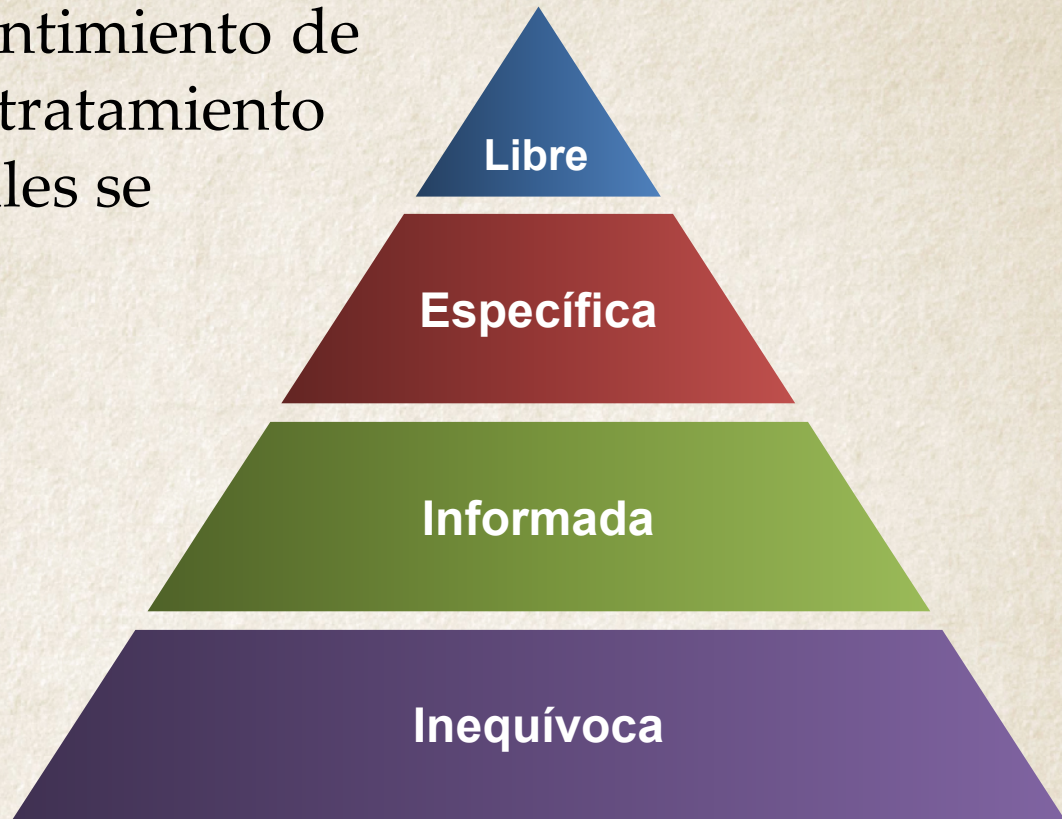 ntimiento de
tratamiento
les se
Libre
Específica
Informada
Inequívoca